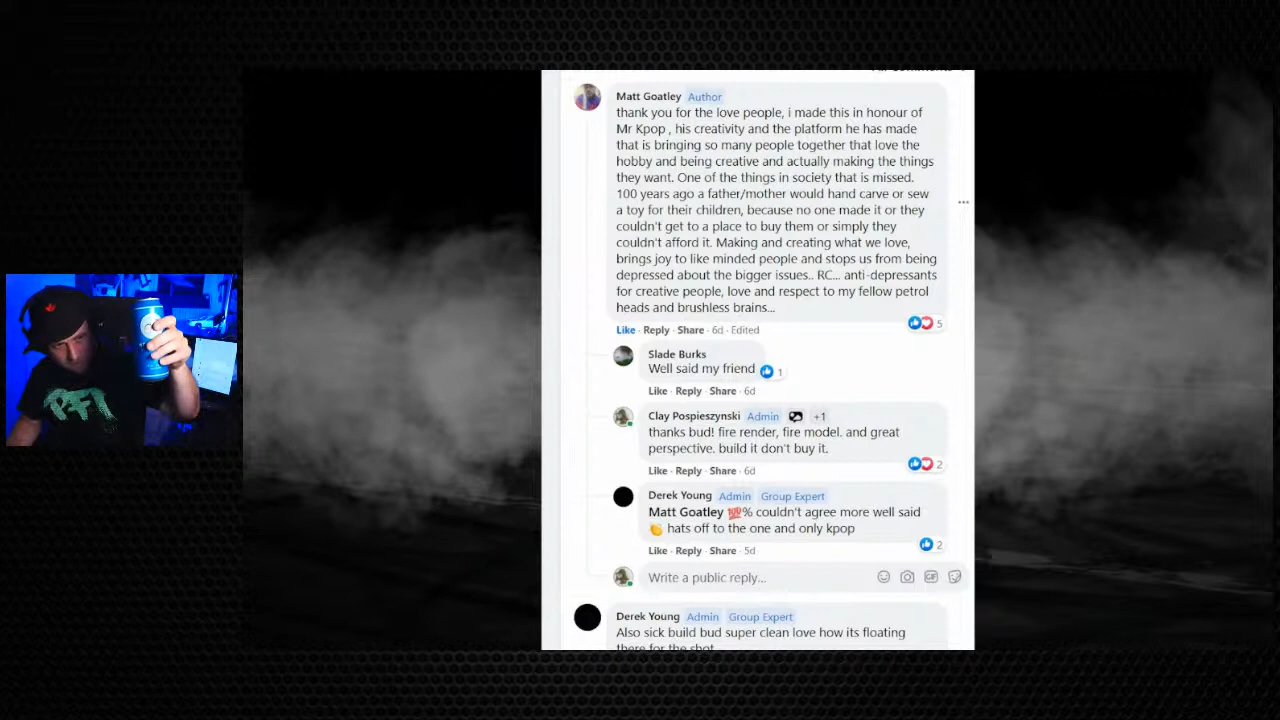 Matt Goatley Author
thank you for the love people, i made this in honour of
Mr Kpop , his creativity and the platform he has made
that is bringing so many people together that love the
hobby and being creative and actually making the things
they want. One of the things in society that is missed.
100 years ago a father/mother would hand carve or sew
a toy for their children, because no one made it or they
couldn't get to a place to buy them or simply they
couldn't afford it. Making and creating what we love,
brings joy to like minded people and stops us from being
depressed about the bigger issues.. RC... anti-depressants
for creative people, love and respect to my fellow petrol
heads and brushless brains...
Like · Reply · Share · 6d · Edited
5
Slade Burks
Well said my friend
1
Like · Reply · Share · 6d
Clay Pospieszynski Admin +1
thanks bud! fire render, fire model. and great
perspective. build it don't buy it.
2
Like · Reply · Share · 6d
Derek Young Admin Group Expert
Matt Goatley 💯% couldn't agree more well said
👏 hats off to the one and only kpop
2
Like · Reply · Share · 5d
Write a public reply...
GIF
Derek Young Admin Group Expert
Also sick build bud super clean love how its floating
there for the shot
PFT